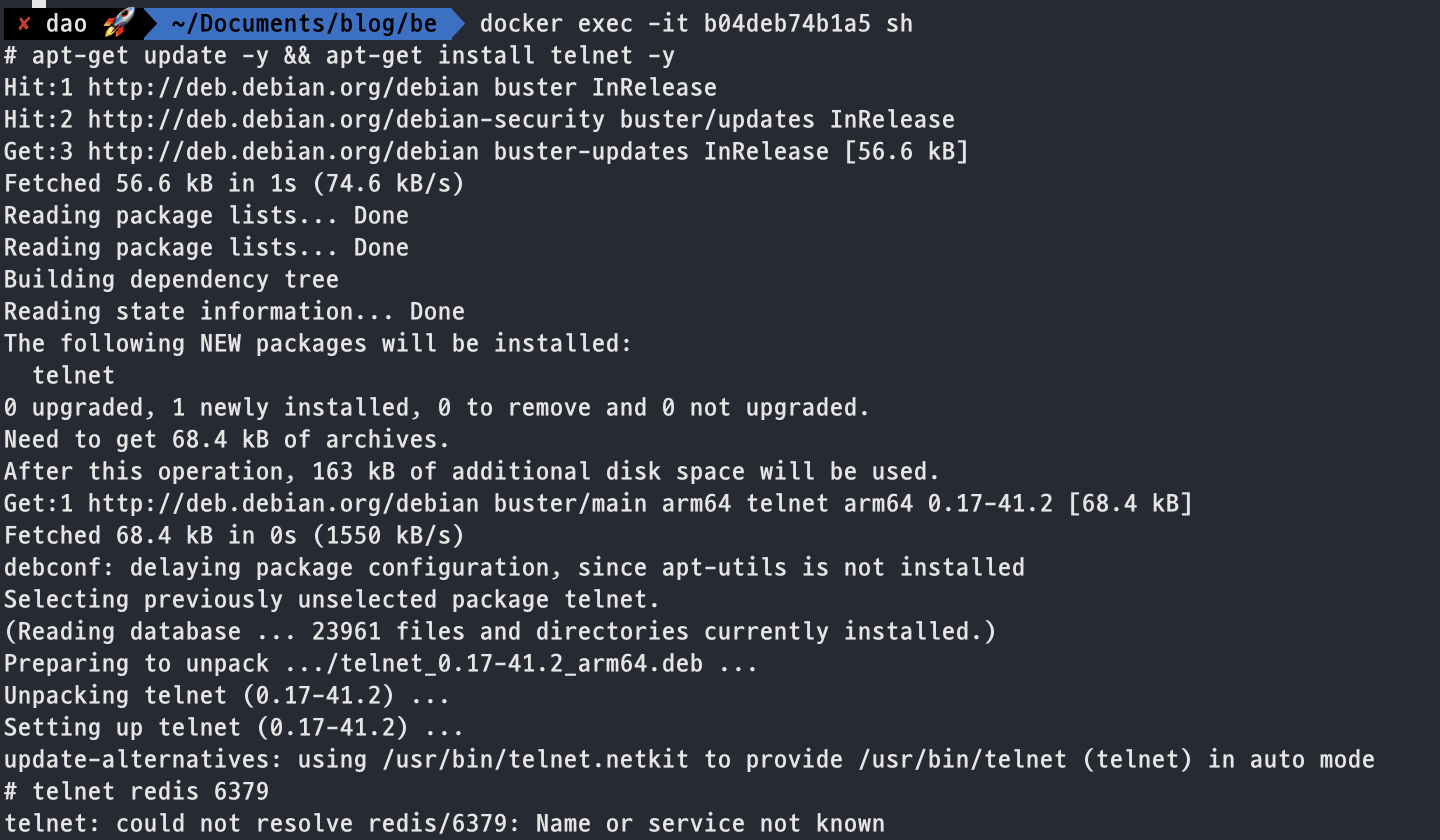 ✘ dao 🚀 ~/Documents/blog/be docker exec -it b04deb74b1a5 sh
# apt-get update -y && apt-get install telnet -y
Hit:1 http://deb.debian.org/debian buster InRelease
Hit:2 http://deb.debian.org/debian-security buster/updates InRelease
Get:3 http://deb.debian.org/debian buster-updates InRelease [56.6 kB]
Fetched 56.6 kB in 1s (74.6 kB/s)
Reading package lists... Done
Reading package lists... Done
Building dependency tree
Reading state information... Done
The following NEW packages will be installed:
  telnet
0 upgraded, 1 newly installed, 0 to remove and 0 not upgraded.
Need to get 68.4 kB of archives.
After this operation, 163 kB of additional disk space will be used.
Get:1 http://deb.debian.org/debian buster/main arm64 telnet arm64 0.17-41.2 [68.4 kB]
Fetched 68.4 kB in 0s (1550 kB/s)
debconf: delaying package configuration, since apt-utils is not installed
Selecting previously unselected package telnet.
(Reading database ... 23961 files and directories currently installed.)
Preparing to unpack .../telnet_0.17-41.2_arm64.deb ...
Unpacking telnet (0.17-41.2) ...
Setting up telnet (0.17-41.2) ...
update-alternatives: using /usr/bin/telnet.netkit to provide /usr/bin/telnet (telnet) in auto mode
# telnet redis 6379
telnet: could not resolve redis/6379: Name or service not known